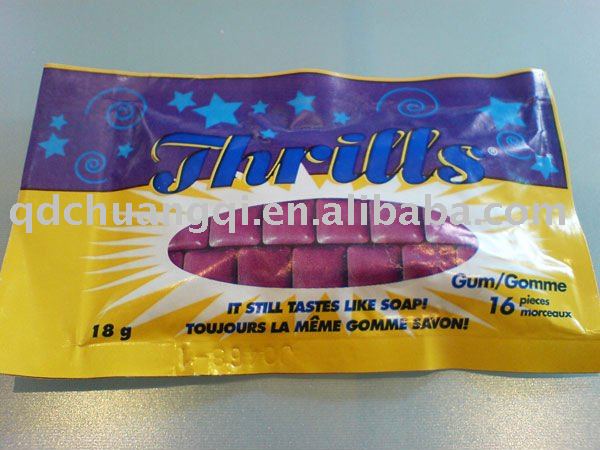 Thrills®
qdchuangqi.en.alibaba.com
Gum/Gomme
16 pieces
morceaux
IT STILL TASTES LIKE SOAP!
TOUJOURS LA MÊME GOMME SAVON!
18 g